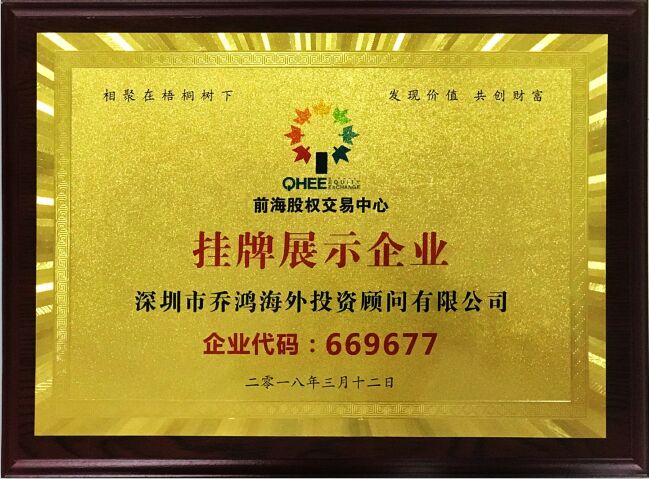 相聚在梧桐树下
发现价值 共创财富
QHEE EQUITY EXCHANGE
前海股权交易中心
挂牌展示企业
深圳市乔鸿海外投资顾问有限公司
企业代码：669677
二零一八年三月十二日